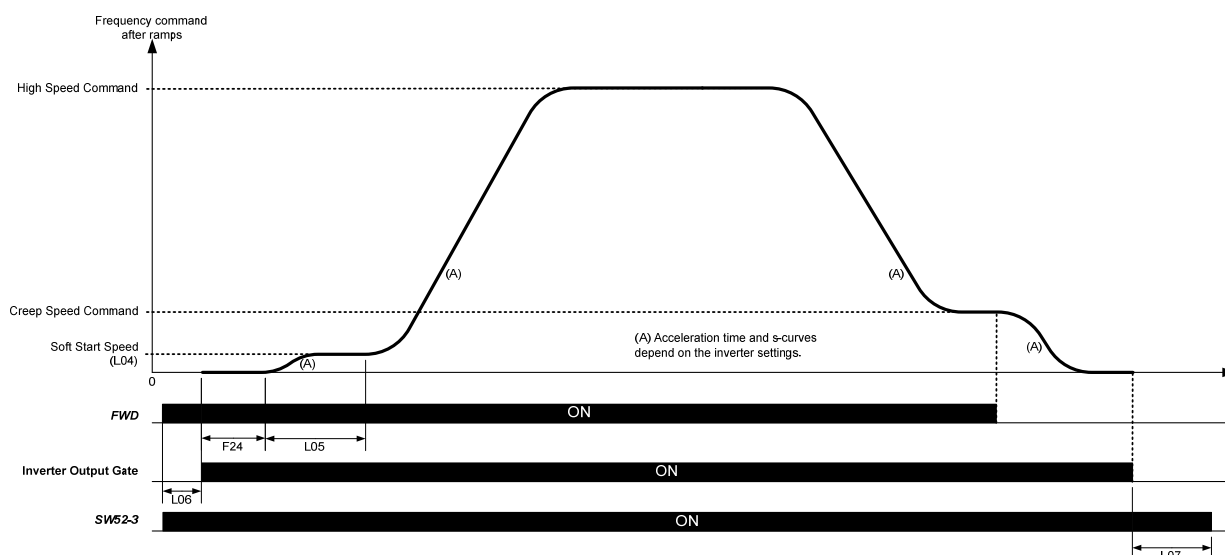 Frequency command
after ramps
High Speed Command
(A)
(A)
Creep Speed Command
Soft Start Speed
(L04)
(A) Acceleration time and s-curves
depend on the inverter settings.
(A)
(A)
0
FWD
ON
F24
L05
Inverter Output Gate
ON
L06
SW52-3
ON
L07